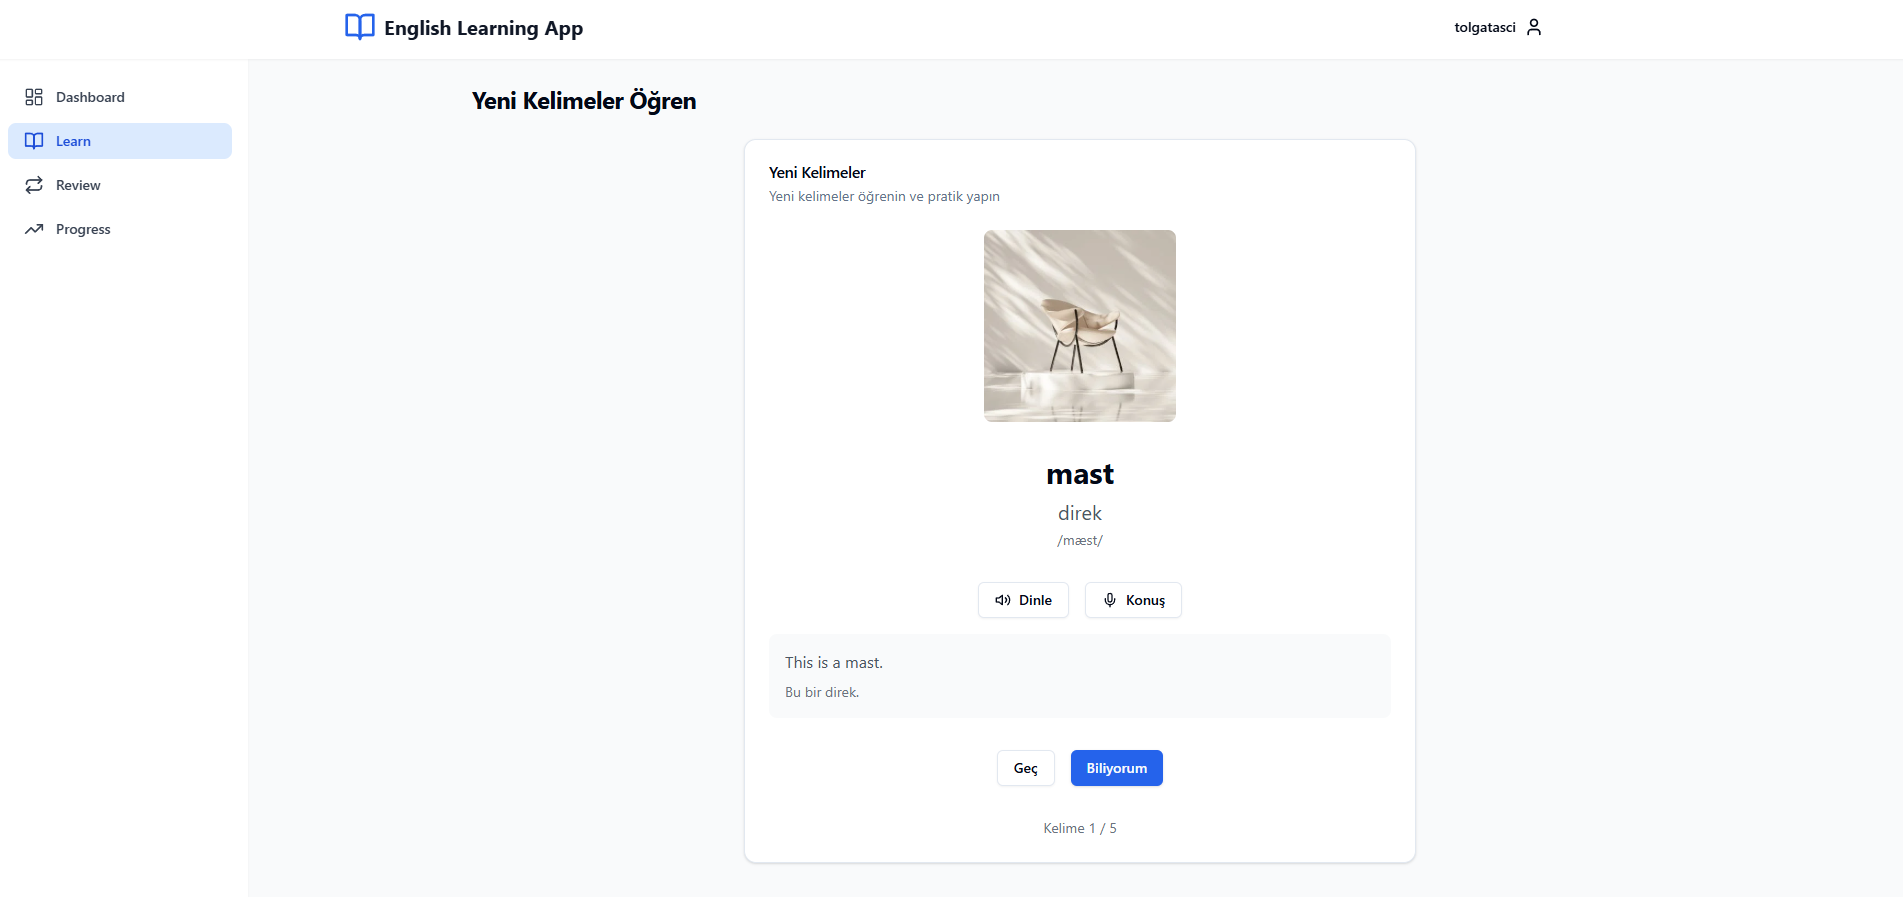 English Learning App
tolgatasci
Dashboard
Learn
Review
Progress
Yeni Kelimeler Öğren
Yeni Kelimeler
Yeni kelimeler öğrenin ve pratik yapın
mast
direk
/mæst/
Dinle
Konuş
This is a mast.
Bu bir direk.
Geç
Biliyorum
Kelime 1 / 5